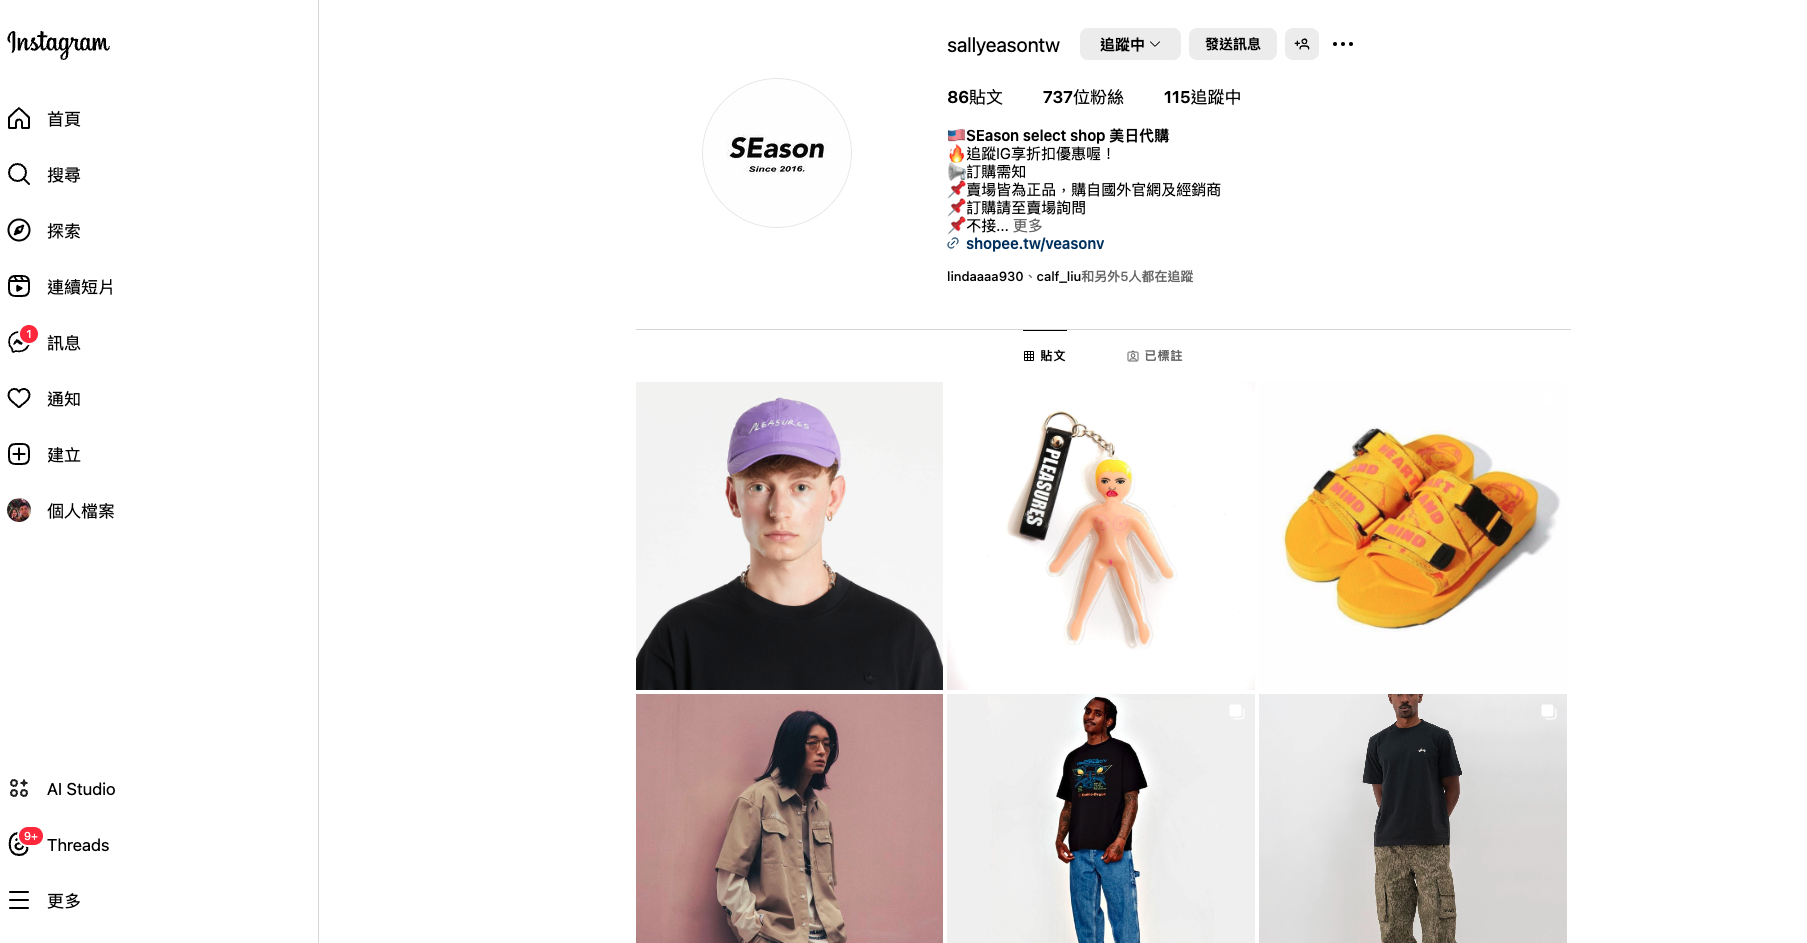 Instagram
首頁
搜尋
探索
連續短片
1
訊息
通知
建立
個人檔案
AI Studio
9+
Threads
更多
SEason
Since 2016.
sallyeasontw
追蹤中
發送訊息
86貼文 737位粉絲 115追蹤中
🇺🇸SEason select shop 美日代購
🔥追蹤IG享折扣優惠喔！
📢訂購需知
📌賣場皆為正品，購自國外官網及經銷商
📌訂購請至賣場詢問
📌不接... 更多
shopee.tw/veasonv
lindaaaa930、calf_liu和另外5人都在追蹤
貼文
已標註
PLEASURES
PLEASURES
HEART
MIND
MIND
HEART
AND
MIND